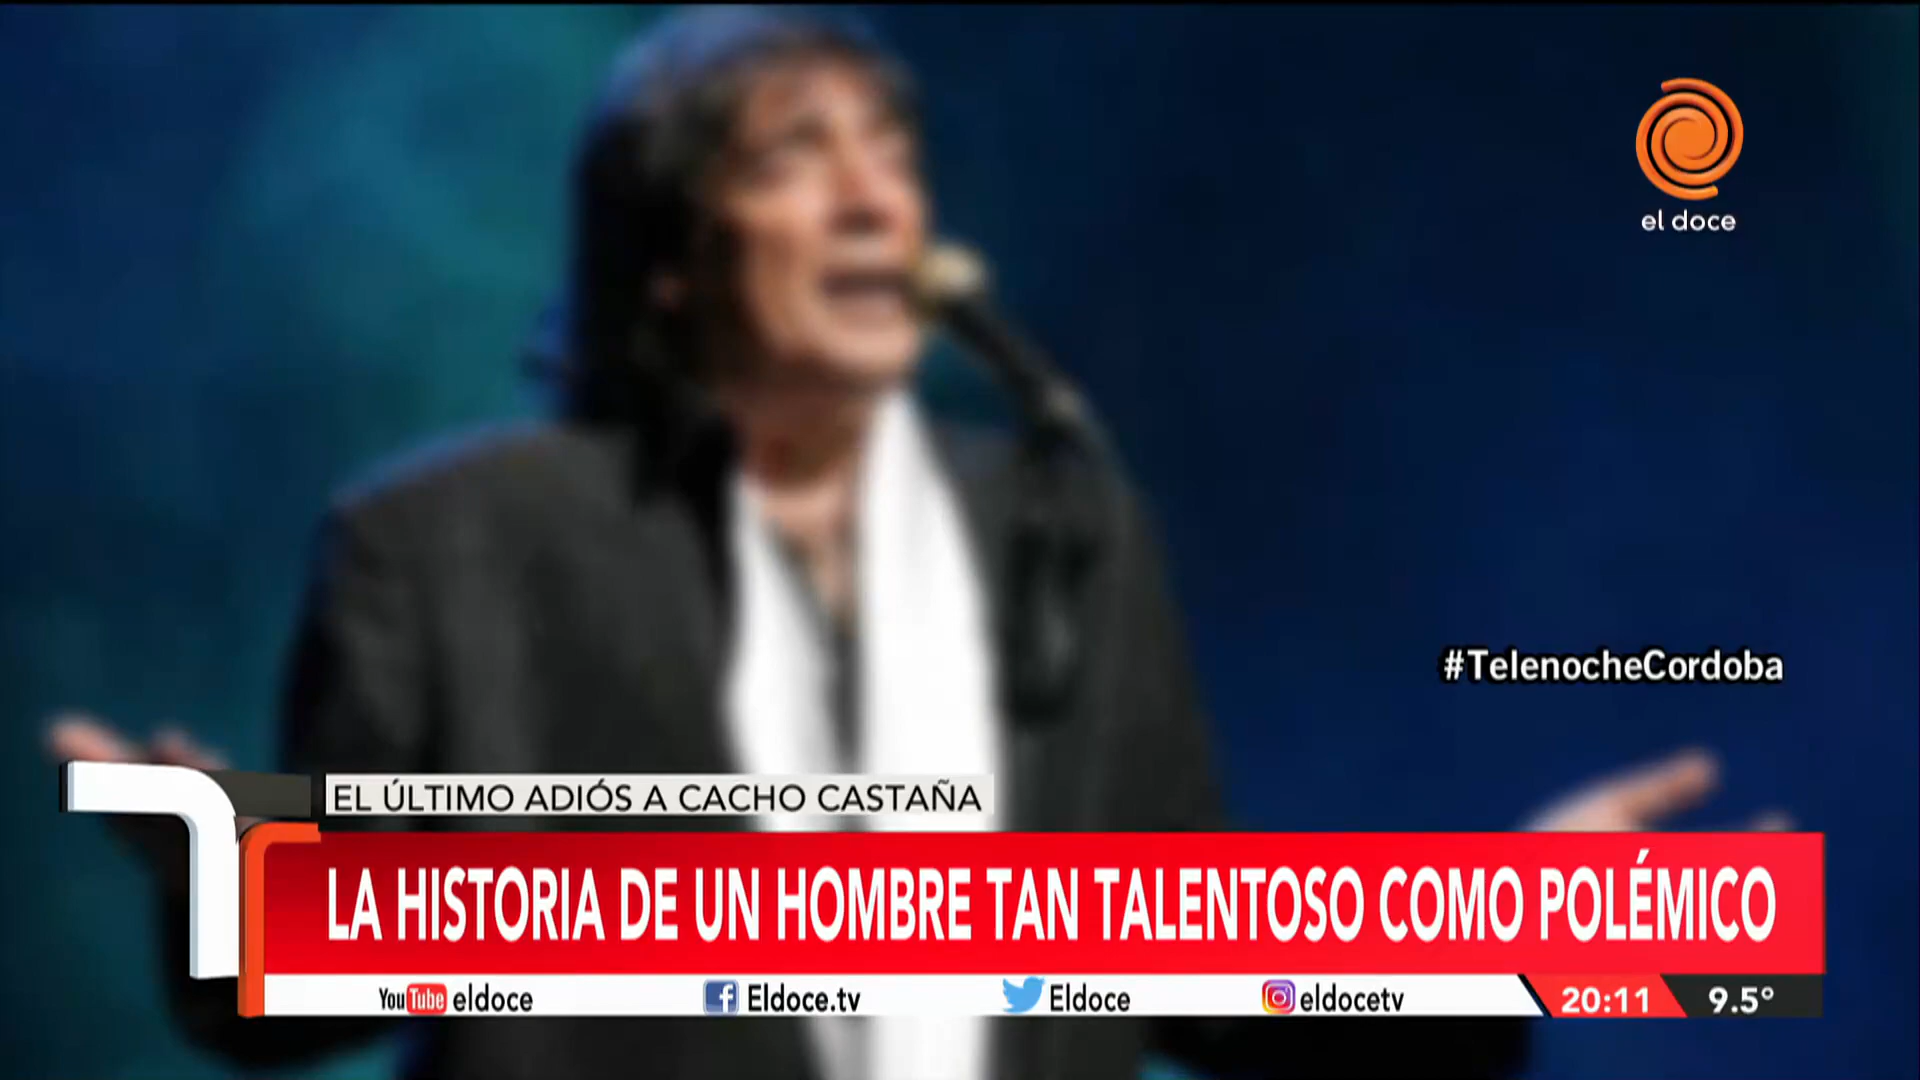 el doce
#TelenocheCordoba
EL ÚLTIMO ADIÓS A CACHO CASTAÑA
LA HISTORIA DE UN HOMBRE TAN TALENTOSO COMO POLÉMICO
YouTube eldoce Eldoce.tv Eldoce eldocetv 20:11 9.5°